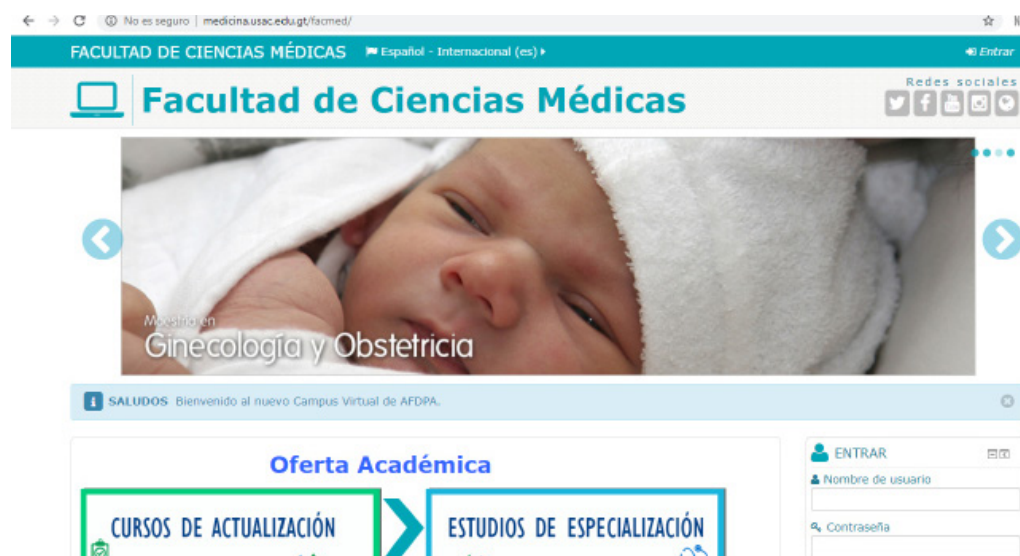 No es seguro | medicina.usac.edu.gt/facmed/
FACULTAD DE CIENCIAS MÉDICAS Español - Internacional (es) Entrar
Facultad de Ciencias Médicas
Redes sociales
Maestría en
Ginecología y Obstetricia
SALUDOS Bienvenido al nuevo Campus Virtual de AFDPA.
Oferta Académica
CURSOS DE ACTUALIZACIÓN
ESTUDIOS DE ESPECIALIZACIÓN
ENTRAR
Nombre de usuario
Contraseña